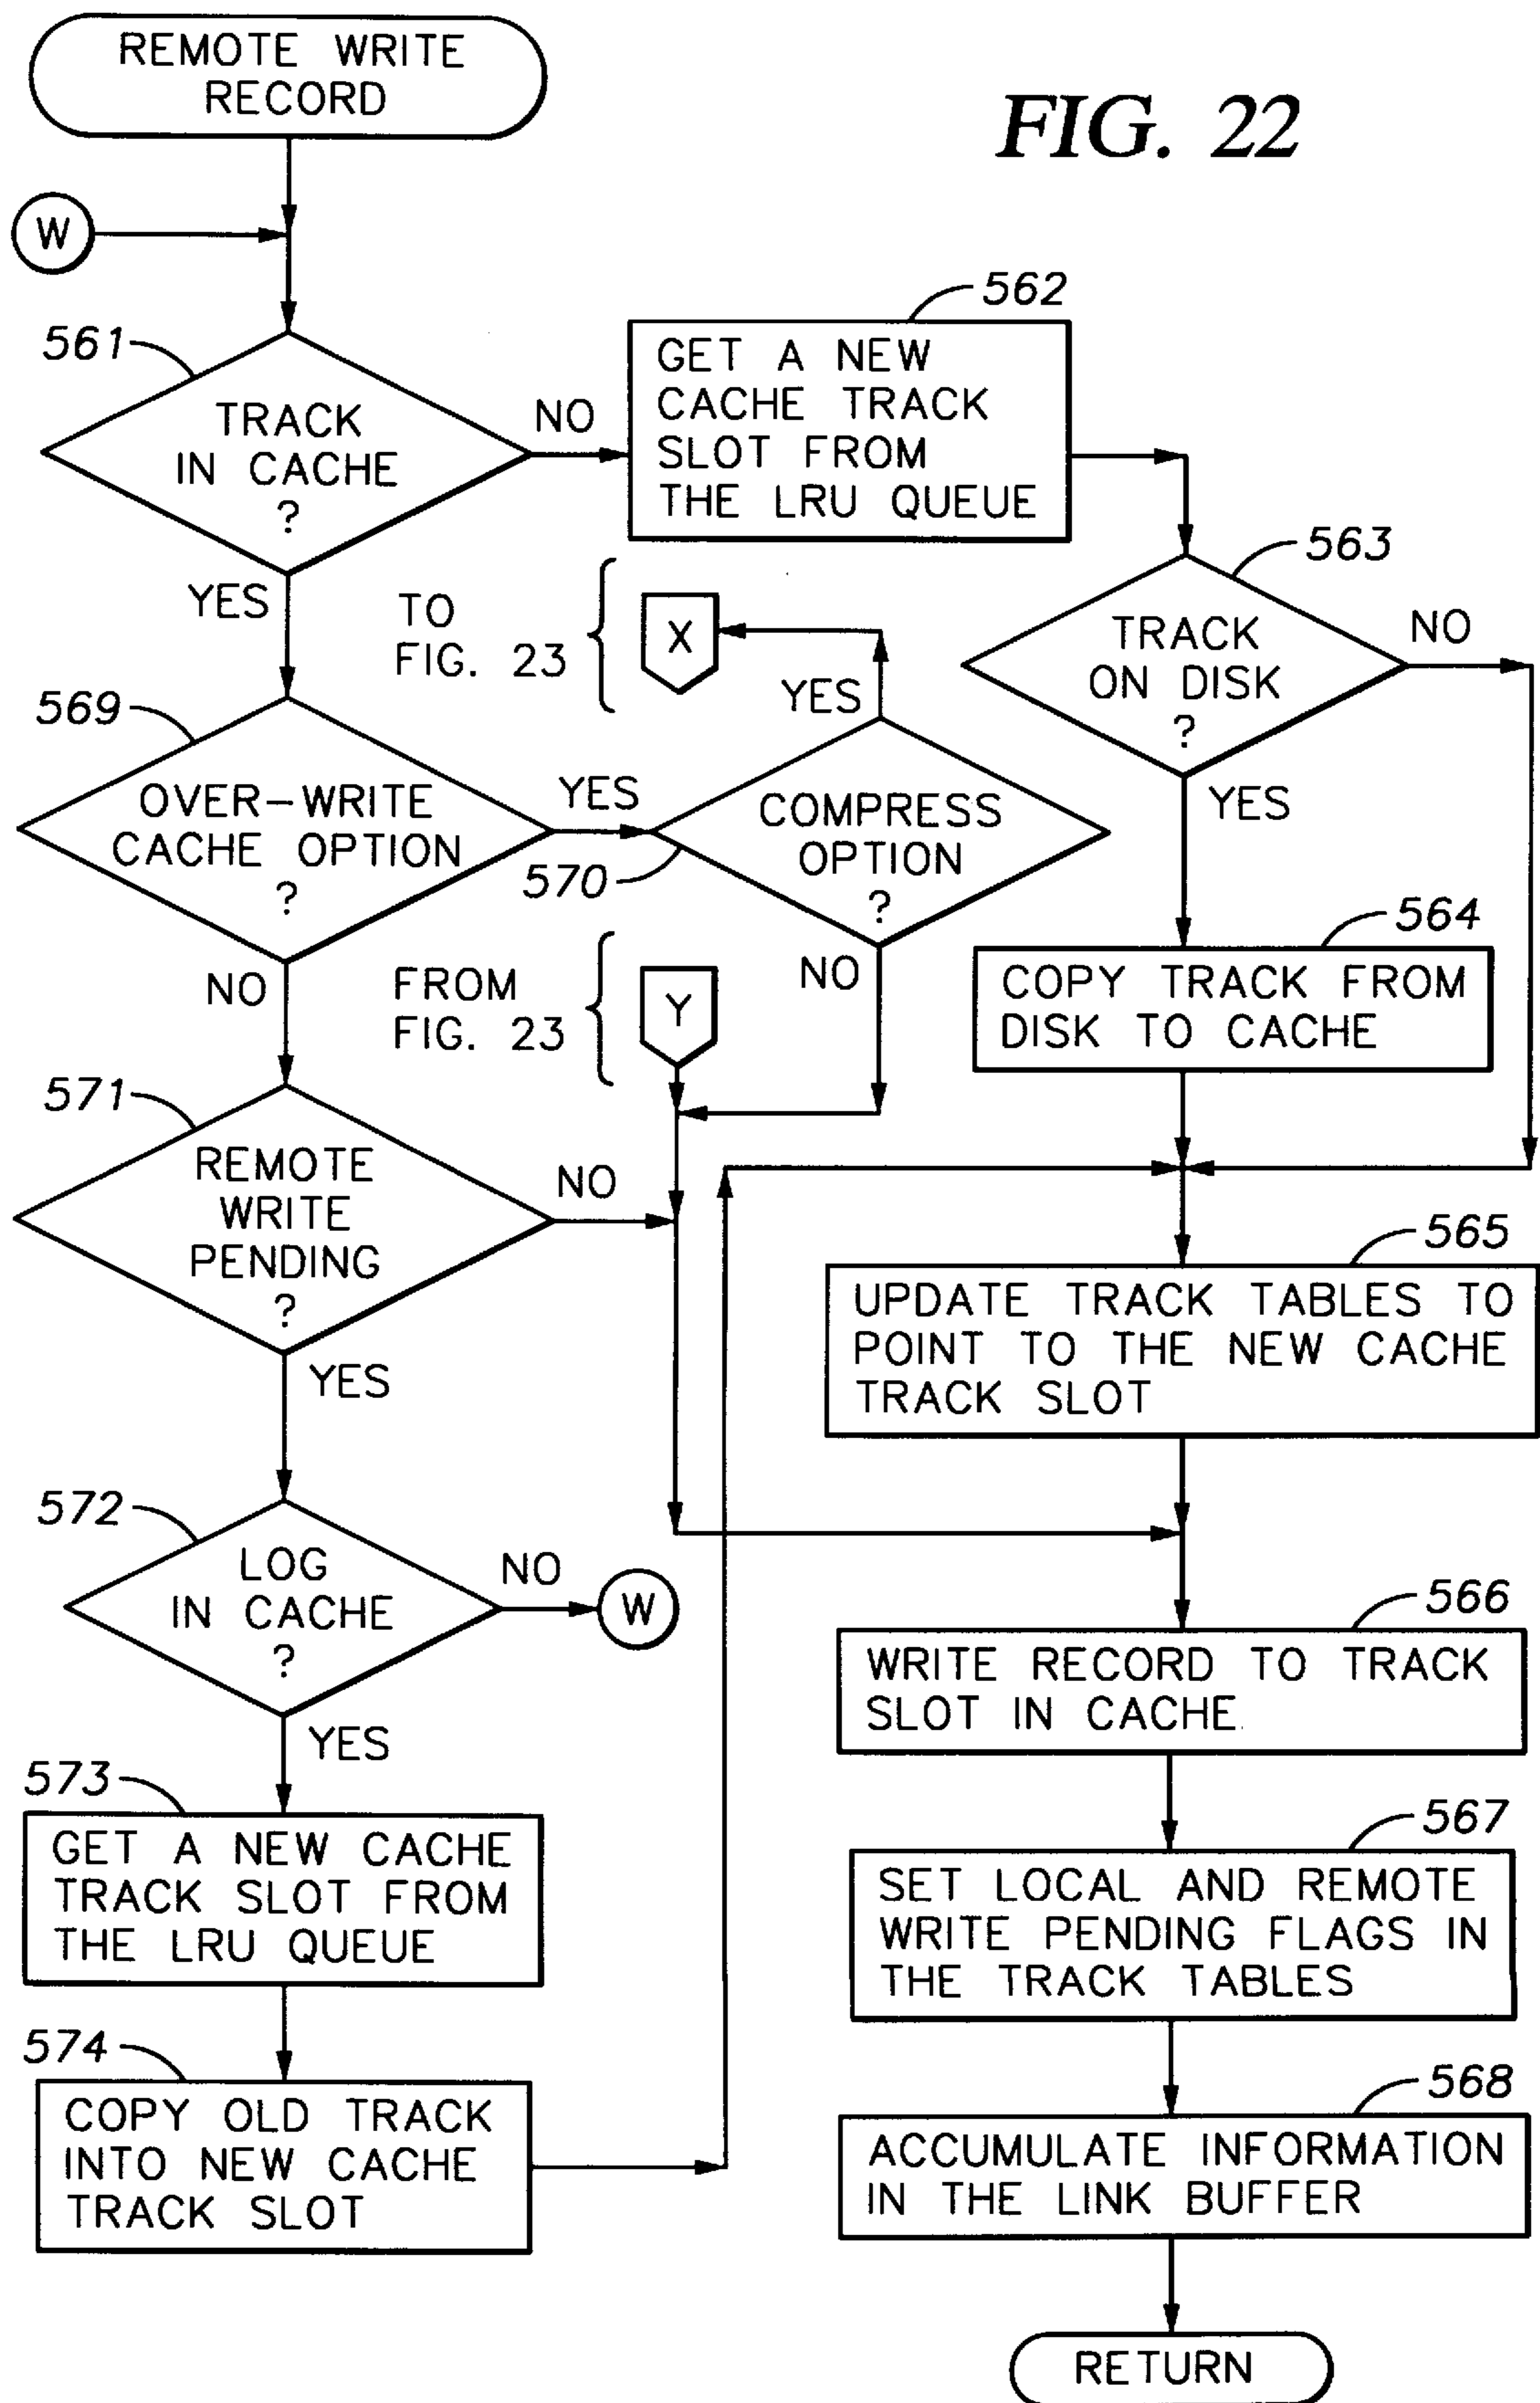 REMOTE WRITE
RECORD
FIG. 22
W
562
561
GET A NEW
CACHE TRACK
SLOT FROM
THE LRU QUEUE
TRACK
IN CACHE
?
NO
YES
563
TRACK
ON DISK
?
NO
YES
TO
FIG. 23
X
YES
569
OVER-WRITE
CACHE OPTION
?
YES
NO
570
COMPRESS
OPTION
?
NO
564
COPY TRACK FROM
DISK TO CACHE
FROM
FIG. 23
Y
571
REMOTE
WRITE
PENDING
?
NO
YES
565
UPDATE TRACK TABLES TO
POINT TO THE NEW CACHE
TRACK SLOT
572
LOG
IN CACHE
?
NO
W
YES
566
WRITE RECORD TO TRACK
SLOT IN CACHE
573
GET A NEW CACHE
TRACK SLOT FROM
THE LRU QUEUE
567
SET LOCAL AND REMOTE
WRITE PENDING FLAGS IN
THE TRACK TABLES
574
COPY OLD TRACK
INTO NEW CACHE
TRACK SLOT
568
ACCUMULATE INFORMATION
IN THE LINK BUFFER
RETURN